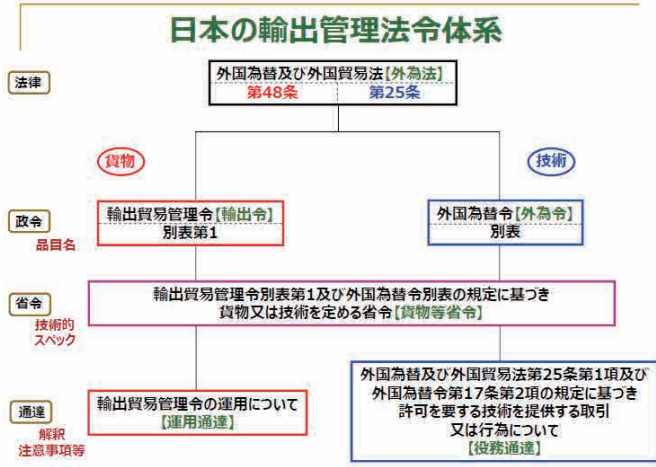 日本の輸出管理法令体系
法律
外国為替及び外国貿易法【外為法】
第48条
第25条
貨物
技術
政令
品目名
輸出貿易管理令【輸出令】
別表第1
外国為替令【外為令】
別表
省令
技術的
スペック
輸出貿易管理令別表第1及び外国為替令別表の規定に基づき
貨物又は技術を定める省令【貨物等省令】
通達
解釈
注意事項等
輸出貿易管理令の運用について
【運用通達】
外国為替及び外国貿易法第25条第1項及び
外国為替令第17条第2項の規定に基づき
許可を要する技術を提供する取引
又は行為について
【役務通達】